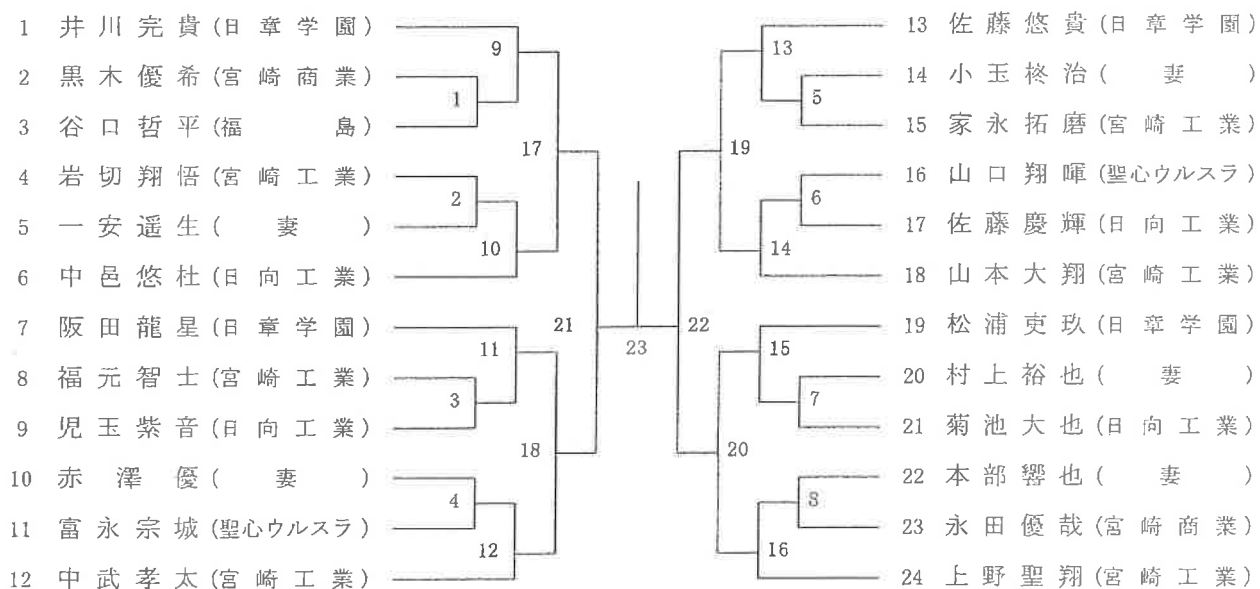 1 井川完貴(日章学園)
2 黒木優希(宮崎商業)
3 谷口哲平(福島)
4 岩切翔悟(宮崎工業)
5 一安遥生(妻)
6 中邑悠杜(日向工業)
7 阪田龍星(日章学園)
8 福元智士(宮崎工業)
9 児玉紫音(日向工業)
10 赤澤優(妻)
11 富永宗城(聖心ウルスラ)
12 中武孝太(宮崎工業)
9
1
17
2
10
21
11
3
18
4
12
23
13
5
19
6
14
22
15
7
20
8
16
13 佐藤悠貴(日章学園)
14 小玉柊治(妻)
15 家永拓磨(宮崎工業)
16 山口翔暉(聖心ウルスラ)
17 佐藤慶輝(日向工業)
18 山本大翔(宮崎工業)
19 松浦吏玖(日章学園)
20 村上裕也(妻)
21 菊池大也(日向工業)
22 本部響也(妻)
23 永田優哉(宮崎商業)
24 上野聖翔(宮崎工業)